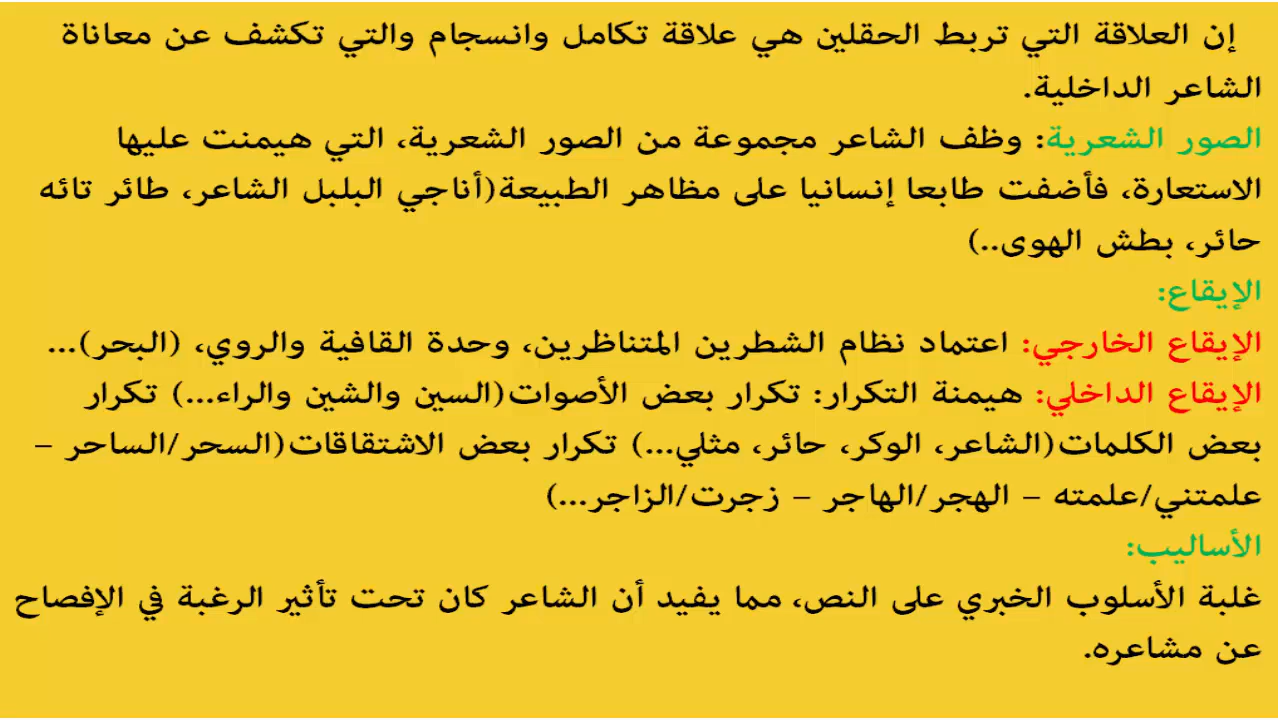 إن العلاقة التي تربط الحقلين هي علاقة تكامل وانسجام والتي تكشف عن معاناة
الشاعر الداخلية.
الصور الشعرية: وظف الشاعر مجموعة من الصور الشعرية، التي هيمنت عليها
الاستعارة، فأضفت طابعا إنسانيا على مظاهر الطبيعة(أناجي البلبل الشاعر، طائر تائه
حائر، بطش الهوى..)
الإيقاع:
الإيقاع الخارجي: اعتماد نظام الشطرين المتناظرين، وحدة القافية والروي، (البحر)...
الإيقاع الداخلي: هيمنة التكرار: تكرار بعض الأصوات(السين والشين والراء...) تكرار
بعض الكلمات(الشاعر، الوكر، حائر، مثلي...) تكرار بعض الاشتقاقات(السحر/الساحر –
علمتني/علمته – الهجر/الهاجر – زجرت/الزاجر...)
الأساليب:
غلبة الأسلوب الخبري على النص، مما يفيد أن الشاعر كان تحت تأثير الرغبة في الإفصاح
عن مشاعره.